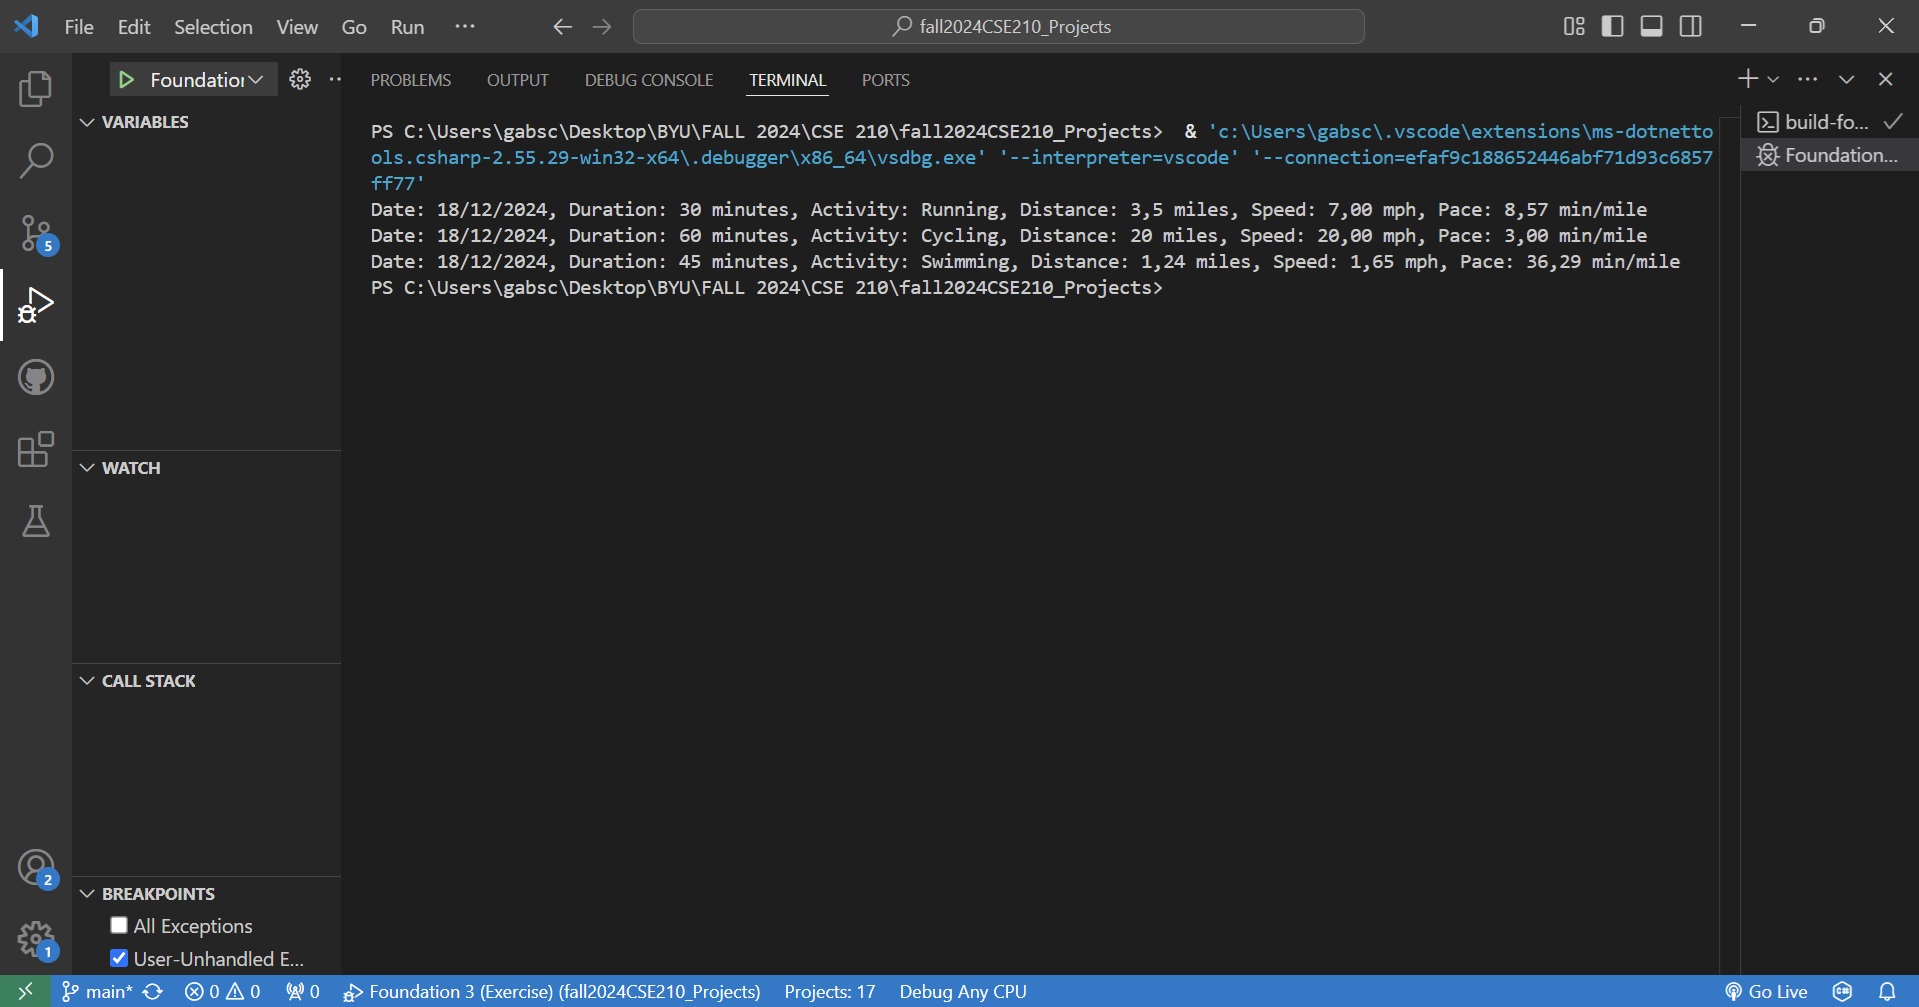 File Edit Selection View Go Run ···
fall2024CSE210_Projects
Foundation
PROBLEMS OUTPUT DEBUG CONSOLE TERMINAL PORTS
VARIABLES
PS C:\Users\gabsc\Desktop\BYU\FALL 2024\CSE 210\fall2024CSE210_Projects>  & 'c:\Users\gabsc\.vscode\extensions\ms-dotnetto
ols.csharp-2.55.29-win32-x64\.debugger\x86_64\vsdbg.exe' '--interpreter=vscode' '--connection=efaf9c188652446abf71d93c6857
ff77'
Date: 18/12/2024, Duration: 30 minutes, Activity: Running, Distance: 3,5 miles, Speed: 7,00 mph, Pace: 8,57 min/mile
Date: 18/12/2024, Duration: 60 minutes, Activity: Cycling, Distance: 20 miles, Speed: 20,00 mph, Pace: 3,00 min/mile
Date: 18/12/2024, Duration: 45 minutes, Activity: Swimming, Distance: 1,24 miles, Speed: 1,65 mph, Pace: 36,29 min/mile
PS C:\Users\gabsc\Desktop\BYU\FALL 2024\CSE 210\fall2024CSE210_Projects>
build-fo...
Foundation...
5
WATCH
CALL STACK
2
BREAKPOINTS
All Exceptions
1
User-Unhandled E...
main* 0 0 0 Foundation 3 (Exercise) (fall2024CSE210_Projects) Projects: 17 Debug Any CPU Go Live